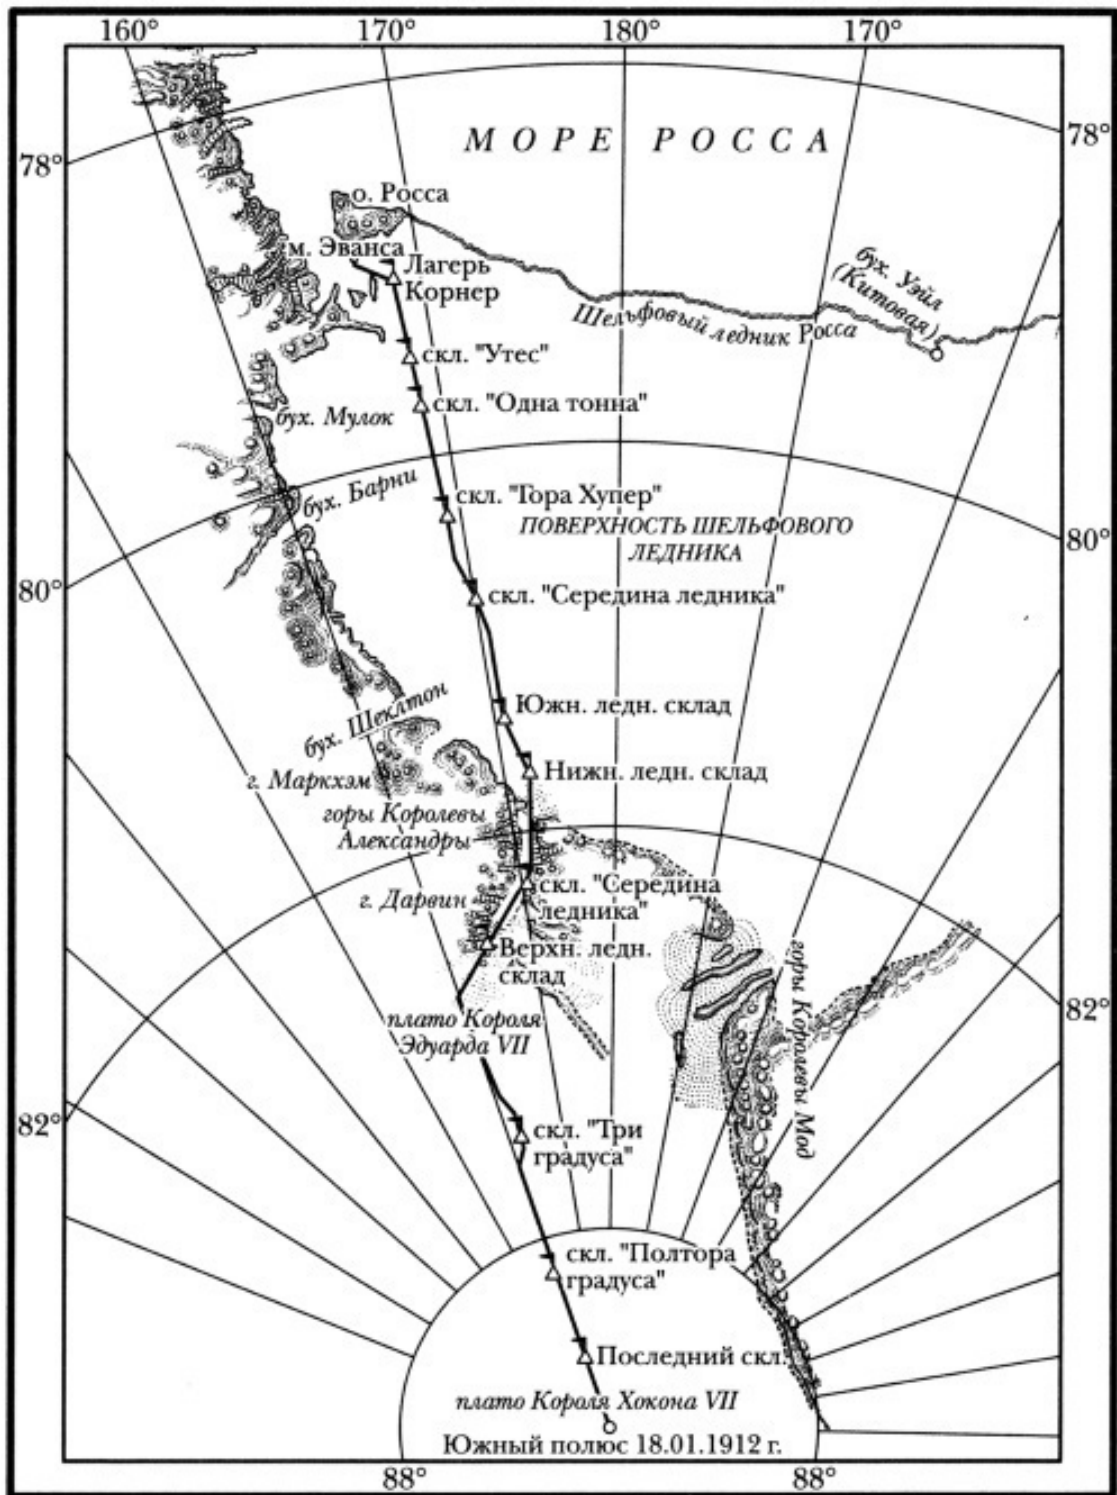 160°
170°
180°
170°
78°
МОРЕ РОССА
78°
о. Росса
м. Эванса
Лагерь
Корнер
бух. Уэйл
(Китовая)
Шельфовый ледник Росса
скл. "Утес"
скл. "Одна тонна"
бух. Мулок
бух. Барни
скл. "Гора Хупер"
ПОВЕРХНОСТЬ ШЕЛЬФОВОГО
ЛЕДНИКА
80°
80°
скл. "Середина ледника"
Южн. ледн. склад
бух. Шеклтон
г. Маркхэм
Нижн. ледн. склад
горы Королевы
Александры
г. Дарвин
скл. "Середина
ледника"
Верхн. ледн.
склад
горы Королевы Мод
плато Короля
Эдуарда VII
82°
82°
скл. "Три
градуса"
скл. "Полтора
градуса"
Последний скл.
плато Короля Хокона VII
Южный полюс 18.01.1912 г.
88°
88°